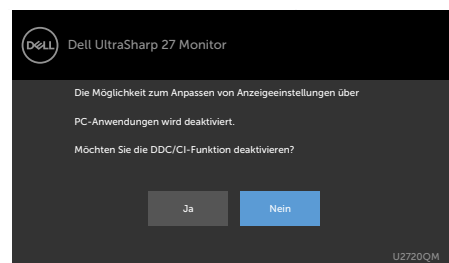 DELL
Dell UltraSharp 27 Monitor
Die Möglichkeit zum Anpassen von Anzeigeeinstellungen über
PC-Anwendungen wird deaktiviert.
Möchten Sie die DDC/CI-Funktion deaktivieren?
Ja
Nein
U2720QM